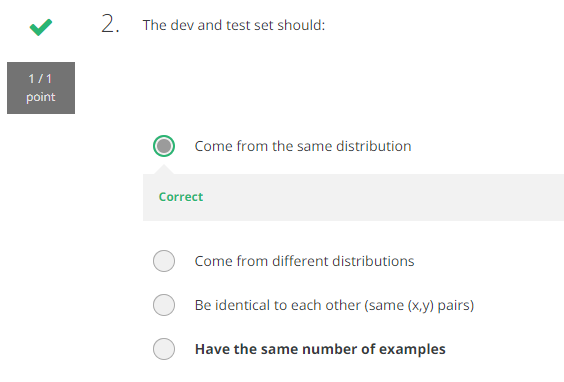 2. The dev and test set should:
1 / 1
point
Come from the same distribution
Correct
Come from different distributions
Be identical to each other (same (x,y) pairs)
Have the same number of examples